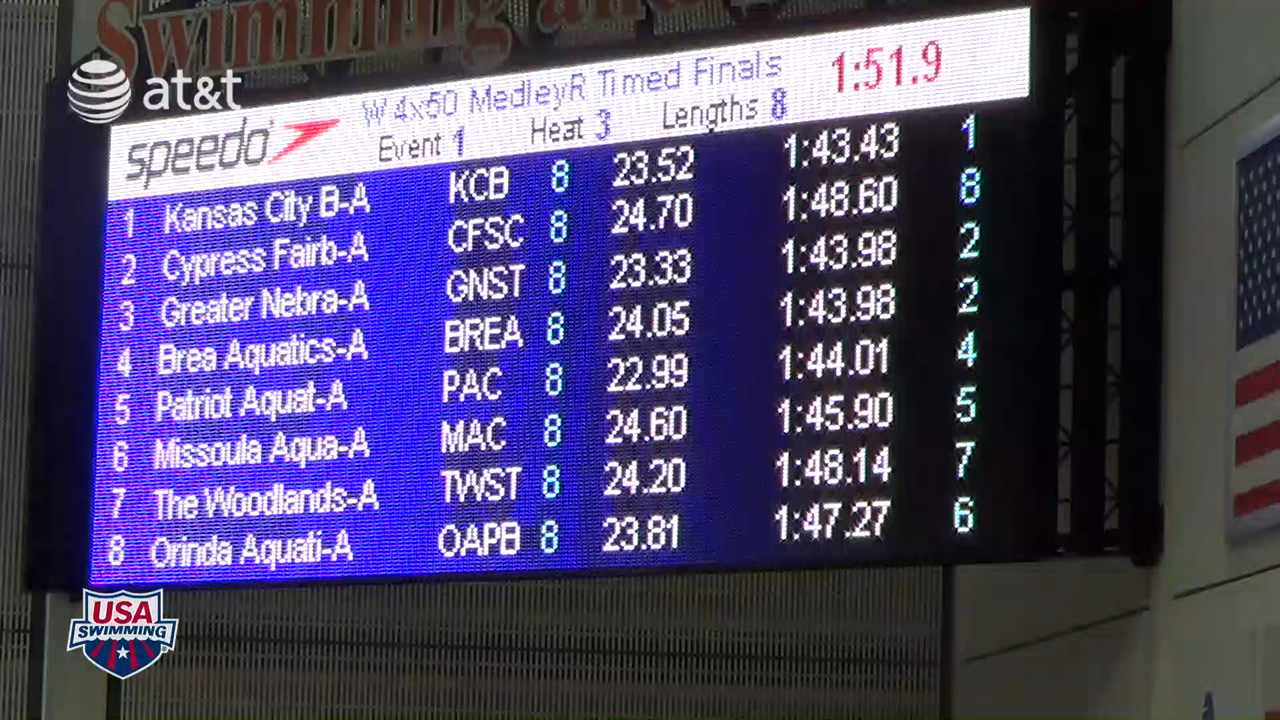 Swimming and
at&t
speedo
W 4x50 MedleyR Timed Finals 1:51.9
Event 1 Heat 3 Lengths 8
1 Kansas City B-A KCB 8 23.52 1:43.43 1
2 Cypress Fairb-A CFSC 8 24.70 1:48.60 8
3 Greater Nebra-A GNST 8 23.33 1:43.98 2
4 Brea Aquatics-A BREA 8 24.05 1:43.98 2
5 Patriot Aquat-A PAC 8 22.99 1:44.01 4
6 Missoula Aqua-A MAC 8 24.60 1:45.90 5
7 The Woodlands-A TWST 8 24.20 1:48.14 7
8 Orinda Aquati-A OAPB 8 23.81 1:47.27 6
USA
SWIMMING